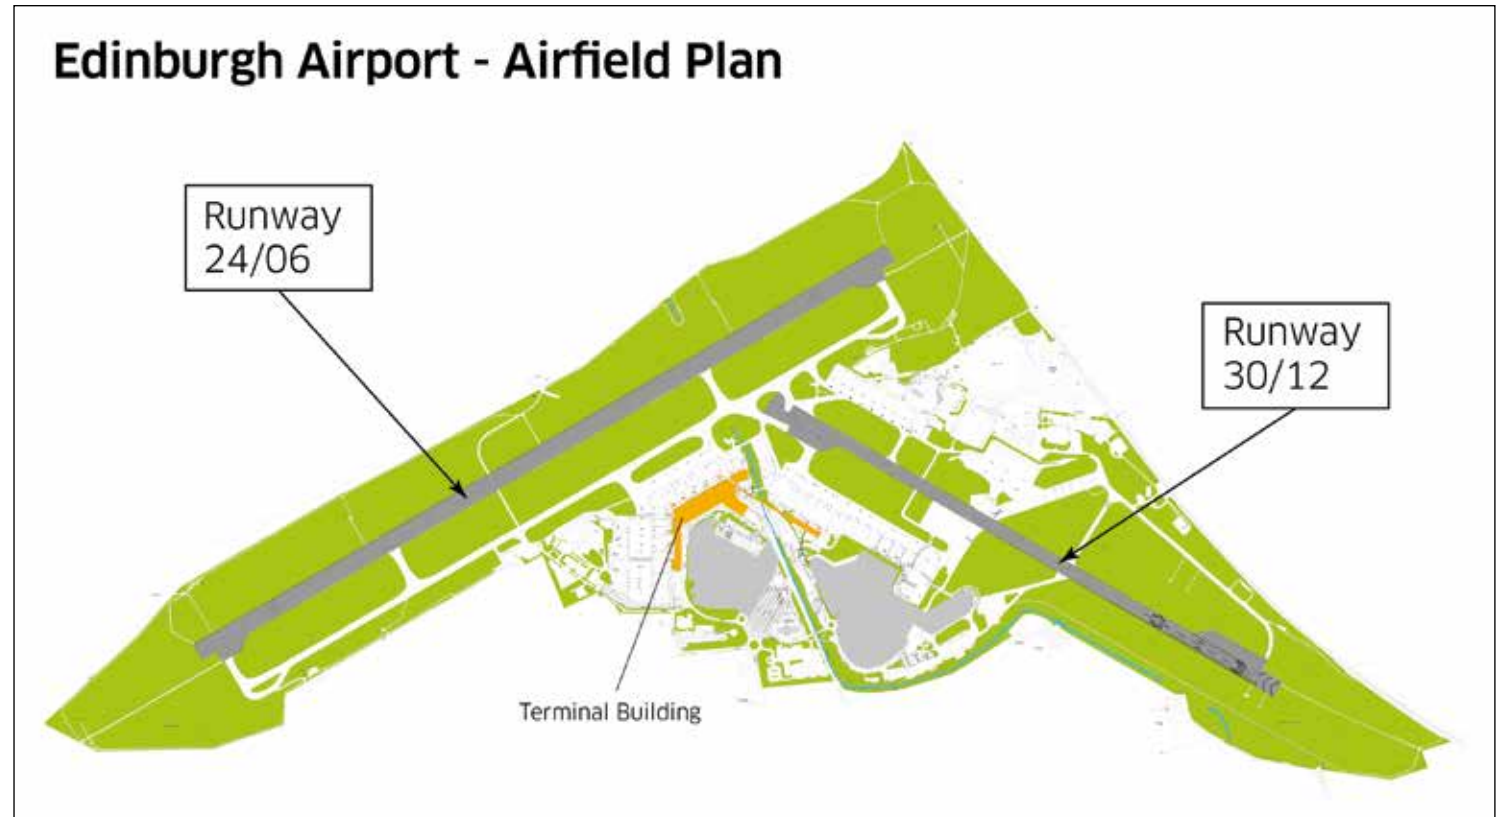 Edinburgh Airport - Airfield Plan
Runway
24/06
Runway
30/12
Terminal Building